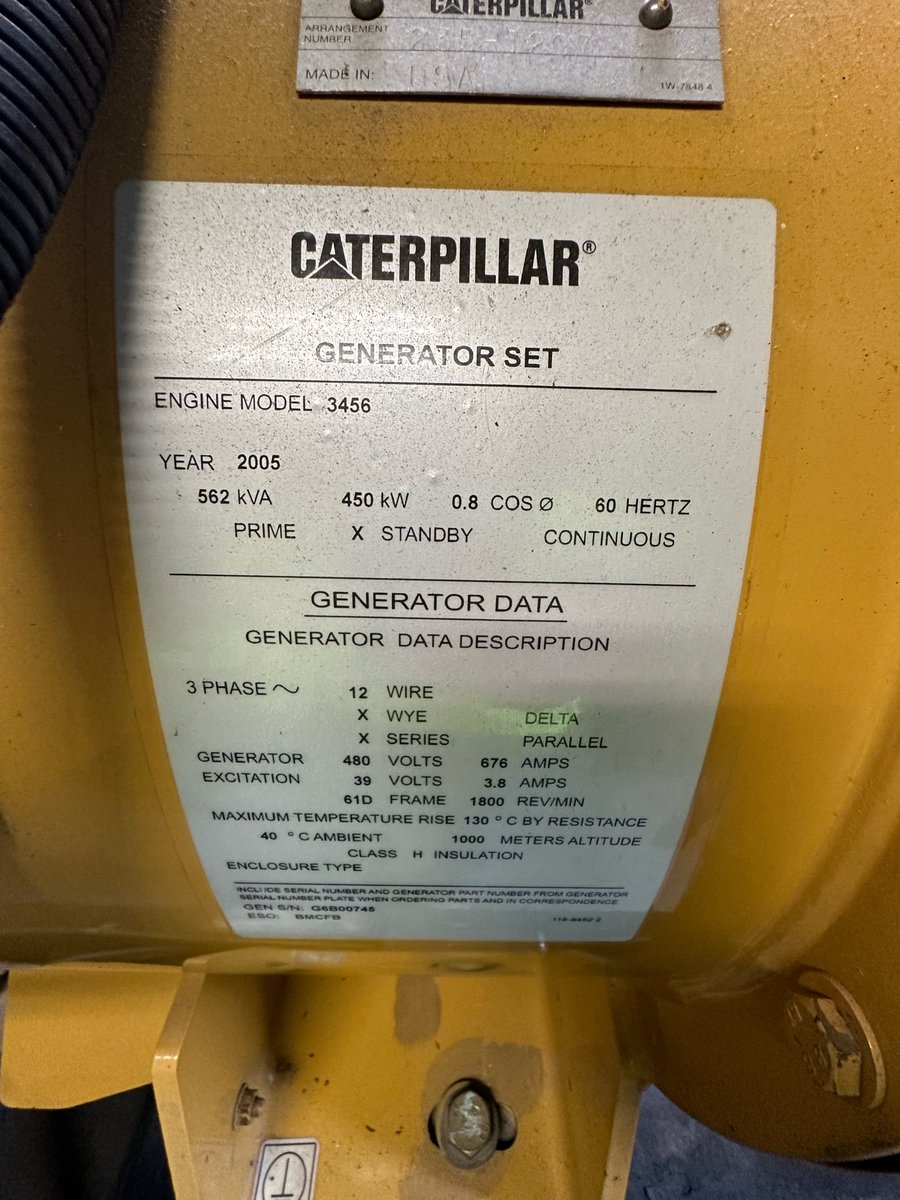 CATERPILLAR®
ARRANGEMENT
NUMBER
MADE IN: USA
1W-7848 4
CATERPILLAR®
GENERATOR SET
ENGINE MODEL 3456
YEAR 2005
562 kVA 450 kW 0.8 COS Ø 60 HERTZ
PRIME X STANDBY CONTINUOUS
GENERATOR DATA
GENERATOR DATA DESCRIPTION
3 PHASE ~ 12 WIRE
X WYE DELTA
X SERIES PARALLEL
GENERATOR 480 VOLTS 676 AMPS
EXCITATION 39 VOLTS 3.8 AMPS
61D FRAME 1800 REV/MIN
MAXIMUM TEMPERATURE RISE 130 ° C BY RESISTANCE
40 ° C AMBIENT 1000 METERS ALTITUDE
CLASS H INSULATION
ENCLOSURE TYPE
INCLUDE SERIAL NUMBER AND GENERATOR PART NUMBER FROM GENERATOR
SERIAL NUMBER PLATE WHEN ORDERING PARTS AND IN CORRESPONDENCE.
GEN S/N: G6B00745
ESO: BMCFB